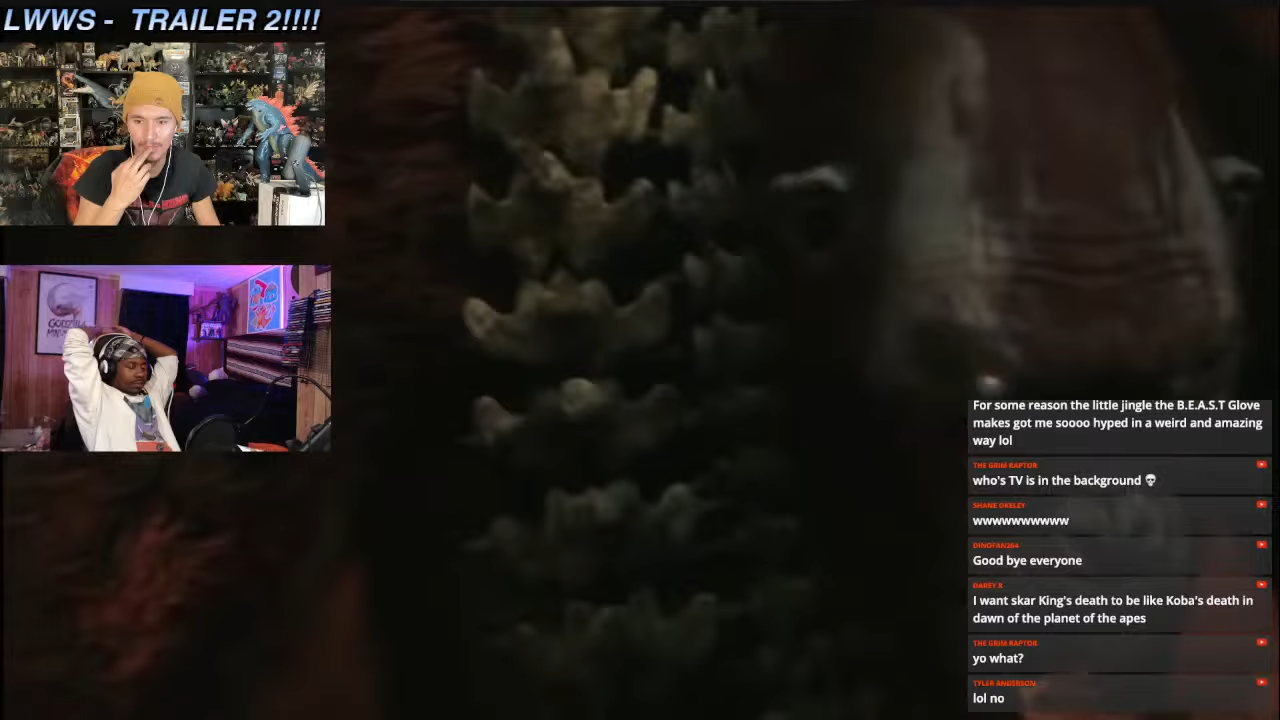 LWWS - TRAILER 2!!!!
GODZILLA
For some reason the little jingle the B.E.A.S.T Glove
makes got me soooo hyped in a weird and amazing
way lol
THE GRIM RAPTOR
who's TV is in the background 💀
SHANE OKELEY
wwwwwwwwww
DINOFAN264
Good bye everyone
DAREY R
I want skar King's death to be like Koba's death in
dawn of the planet of the apes
THE GRIM RAPTOR
yo what?
TYLER ANDERSON
lol no